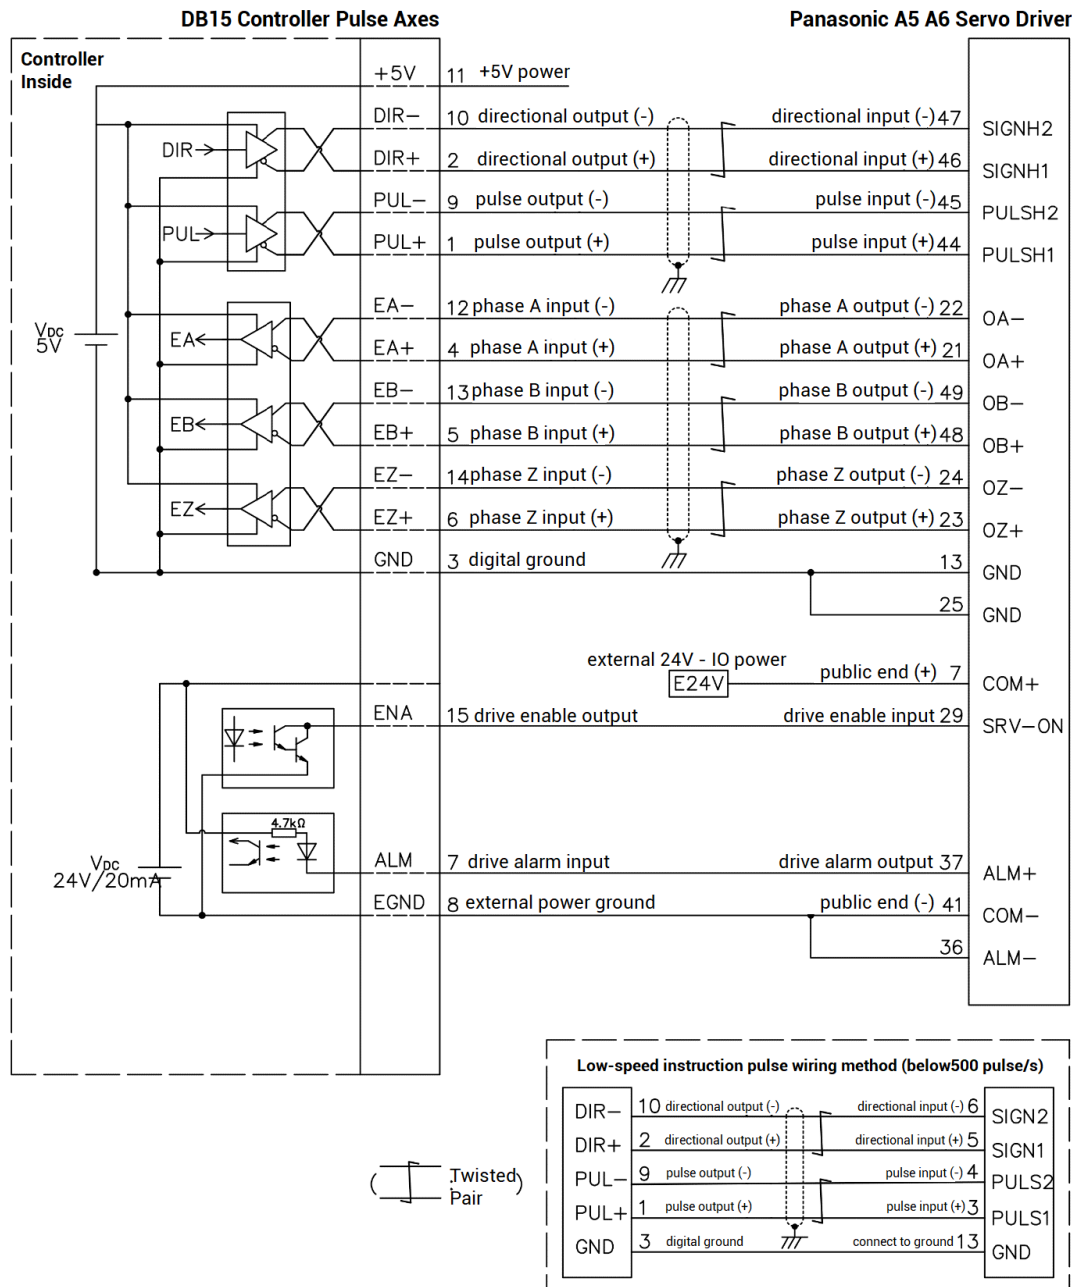 DB15 Controller Pulse Axes
Panasonic A5 A6 Servo Driver
Controller
Inside
+5V 11 +5V power
DIR− 10 directional output (-) directional input (-) 47 SIGNH2
DIR→
DIR+ 2 directional output (+) directional input (+) 46 SIGNH1
PUL− 9 pulse output (-) pulse input (-) 45 PULSH2
PUL→
PUL+ 1 pulse output (+) pulse input (+) 44 PULSH1
EA− 12 phase A input (-) phase A output (-) 22 OA−
VDC
5V
EA←
EA+ 4 phase A input (+) phase A output (+) 21 OA+
EB− 13 phase B input (-) phase B output (-) 49 OB−
EB←
EB+ 5 phase B input (+) phase B output (+) 48 OB+
EZ− 14 phase Z input (-) phase Z output (-) 24 OZ−
EZ←
EZ+ 6 phase Z input (+) phase Z output (+) 23 OZ+
GND 3 digital ground 13 GND
25 GND
external 24V - IO power
E24V public end (+) 7 COM+
ENA 15 drive enable output drive enable input 29 SRV−ON
4.7kΩ
VDC
24V/20mA
ALM 7 drive alarm input drive alarm output 37 ALM+
EGND 8 external power ground public end (-) 41 COM−
36 ALM−
Low-speed instruction pulse wiring method (below500 pulse/s)
DIR− 10 directional output (-) directional input (-) 6 SIGN2
DIR+ 2 directional output (+) directional input (+) 5 SIGN1
PUL− 9 pulse output (-) pulse input (-) 4 PULS2
PUL+ 1 pulse output (+) pulse input (+) 3 PULS1
GND 3 digital ground connect to ground 13 GND
( Twisted )
Pair